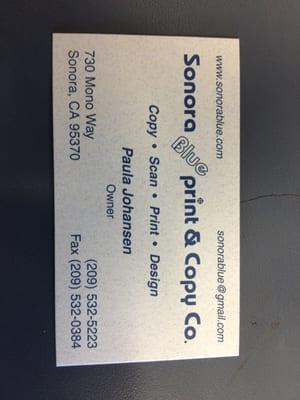 www.sonorablue.com sonorablue@gmail.com
Sonora Blue print & Copy Co.
Copy • Scan • Print • Design
Paula Johansen
Owner
730 Mono Way (209) 532-5223
Sonora, CA 95370 Fax (209) 532-0384